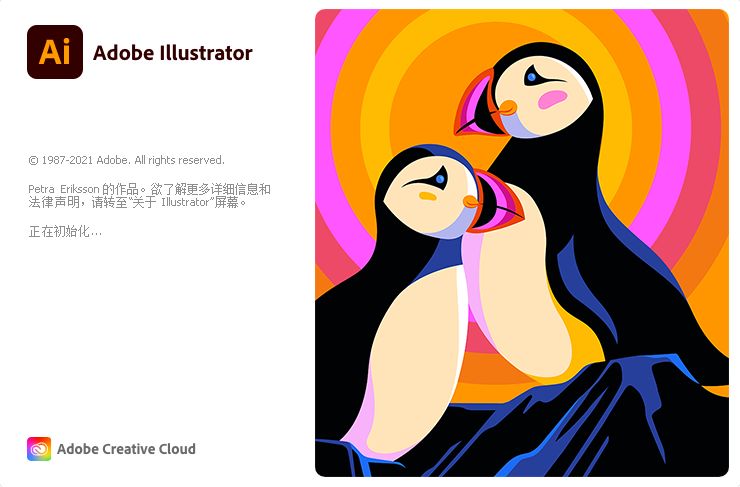 Ai Adobe Illustrator
© 1987-2021 Adobe. All rights reserved.
Petra Eriksson 的作品。欲了解更多详细信息和
法律声明，请转至“关于 Illustrator”屏幕。
正在初始化...
Adobe Creative Cloud